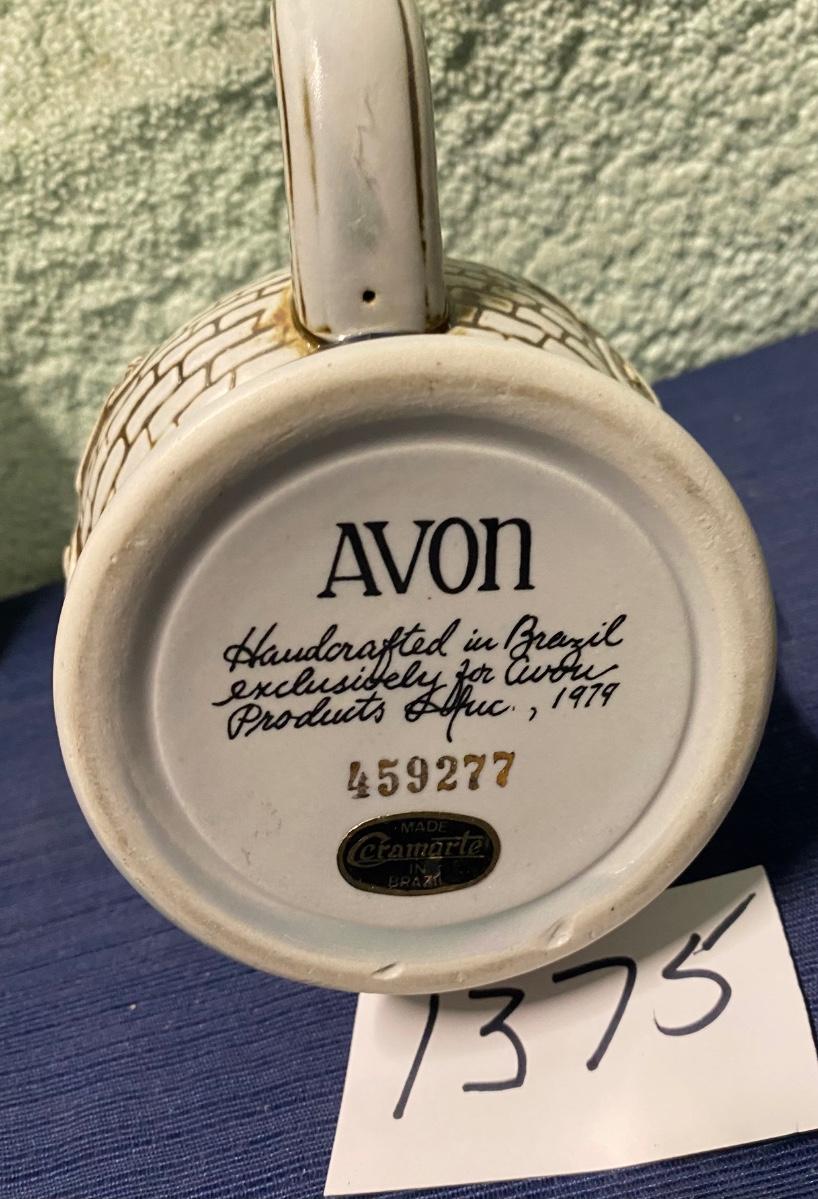 AVON
Handcrafted in Brazil
exclusively for Avon
Products Inc., 1979
459277
MADE
Ceramarte
IN
BRAZIL
1375